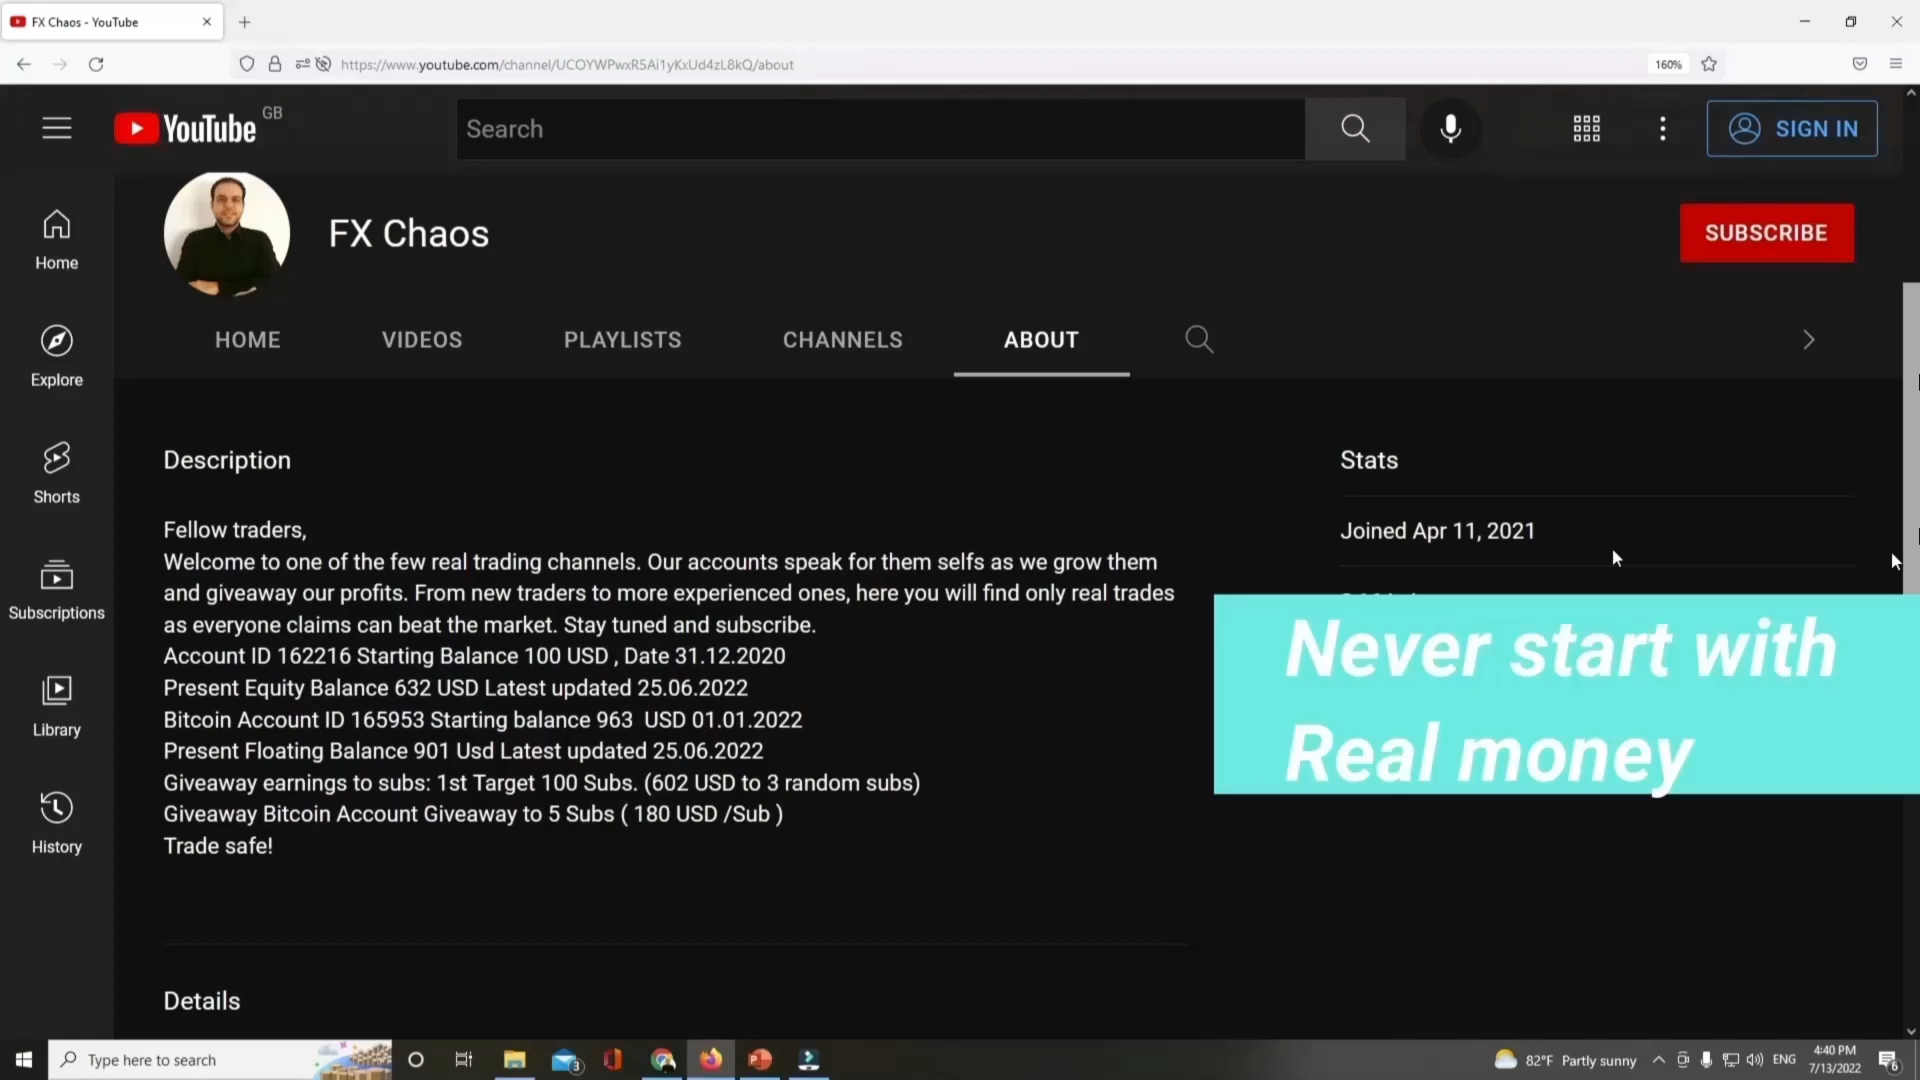 FX Chaos - YouTube
https://www.youtube.com/channel/UCOYWPwxR5Ai1yKxUd4zL8kQ/about
160%
YouTube GB
Search
SIGN IN
FX Chaos
SUBSCRIBE
Home
Explore
Shorts
Subscriptions
Library
History
HOME VIDEOS PLAYLISTS CHANNELS ABOUT
Description
Fellow traders,
Welcome to one of the few real trading channels. Our accounts speak for them selfs as we grow them
and giveaway our profits. From new traders to more experienced ones, here you will find only real trades
as everyone claims can beat the market. Stay tuned and subscribe.
Account ID 162216 Starting Balance 100 USD , Date 31.12.2020
Present Equity Balance 632 USD Latest updated 25.06.2022
Bitcoin Account ID 165953 Starting balance 963  USD 01.01.2022
Present Floating Balance 901 Usd Latest updated 25.06.2022
Giveaway earnings to subs: 1st Target 100 Subs. (602 USD to 3 random subs)
Giveaway Bitcoin Account Giveaway to 5 Subs ( 180 USD /Sub )
Trade safe!
Details
Stats
Joined Apr 11, 2021
Never start with
Real money
Type here to search
3
82°F Partly sunny
ENG
4:40 PM
7/13/2022
6